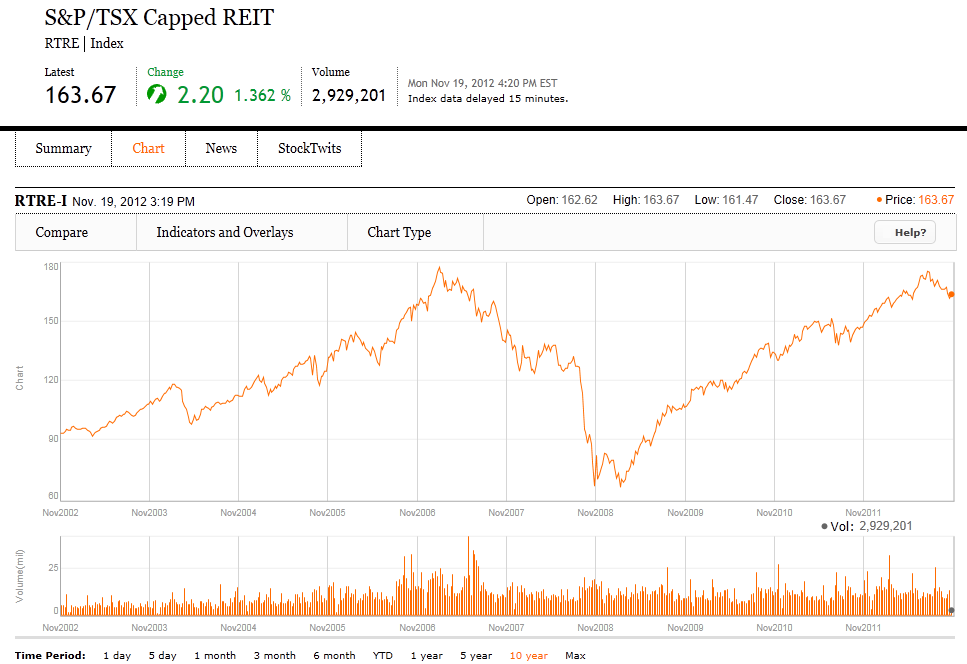 S&P/TSX Capped REIT
RTRE | Index
Latest
163.67
Change
2.20 1.362 %
Volume
2,929,201
Mon Nov 19, 2012 4:20 PM EST
Index data delayed 15 minutes.
Summary Chart News StockTwits
RTRE-I Nov. 19, 2012 3:19 PM Open: 162.62 High: 163.67 Low: 161.47 Close: 163.67 Price: 163.67
Compare Indicators and Overlays Chart Type Help?
180
150
120
90
60
Chart
Nov2002 Nov2003 Nov2004 Nov2005 Nov2006 Nov2007 Nov2008 Nov2009 Nov2010 Nov2011
Vol: 2,929,201
25
0
Volume(mil)
Nov2002 Nov2003 Nov2004 Nov2005 Nov2006 Nov2007 Nov2008 Nov2009 Nov2010 Nov2011
Time Period: 1 day 5 day 1 month 3 month 6 month YTD 1 year 5 year 10 year Max